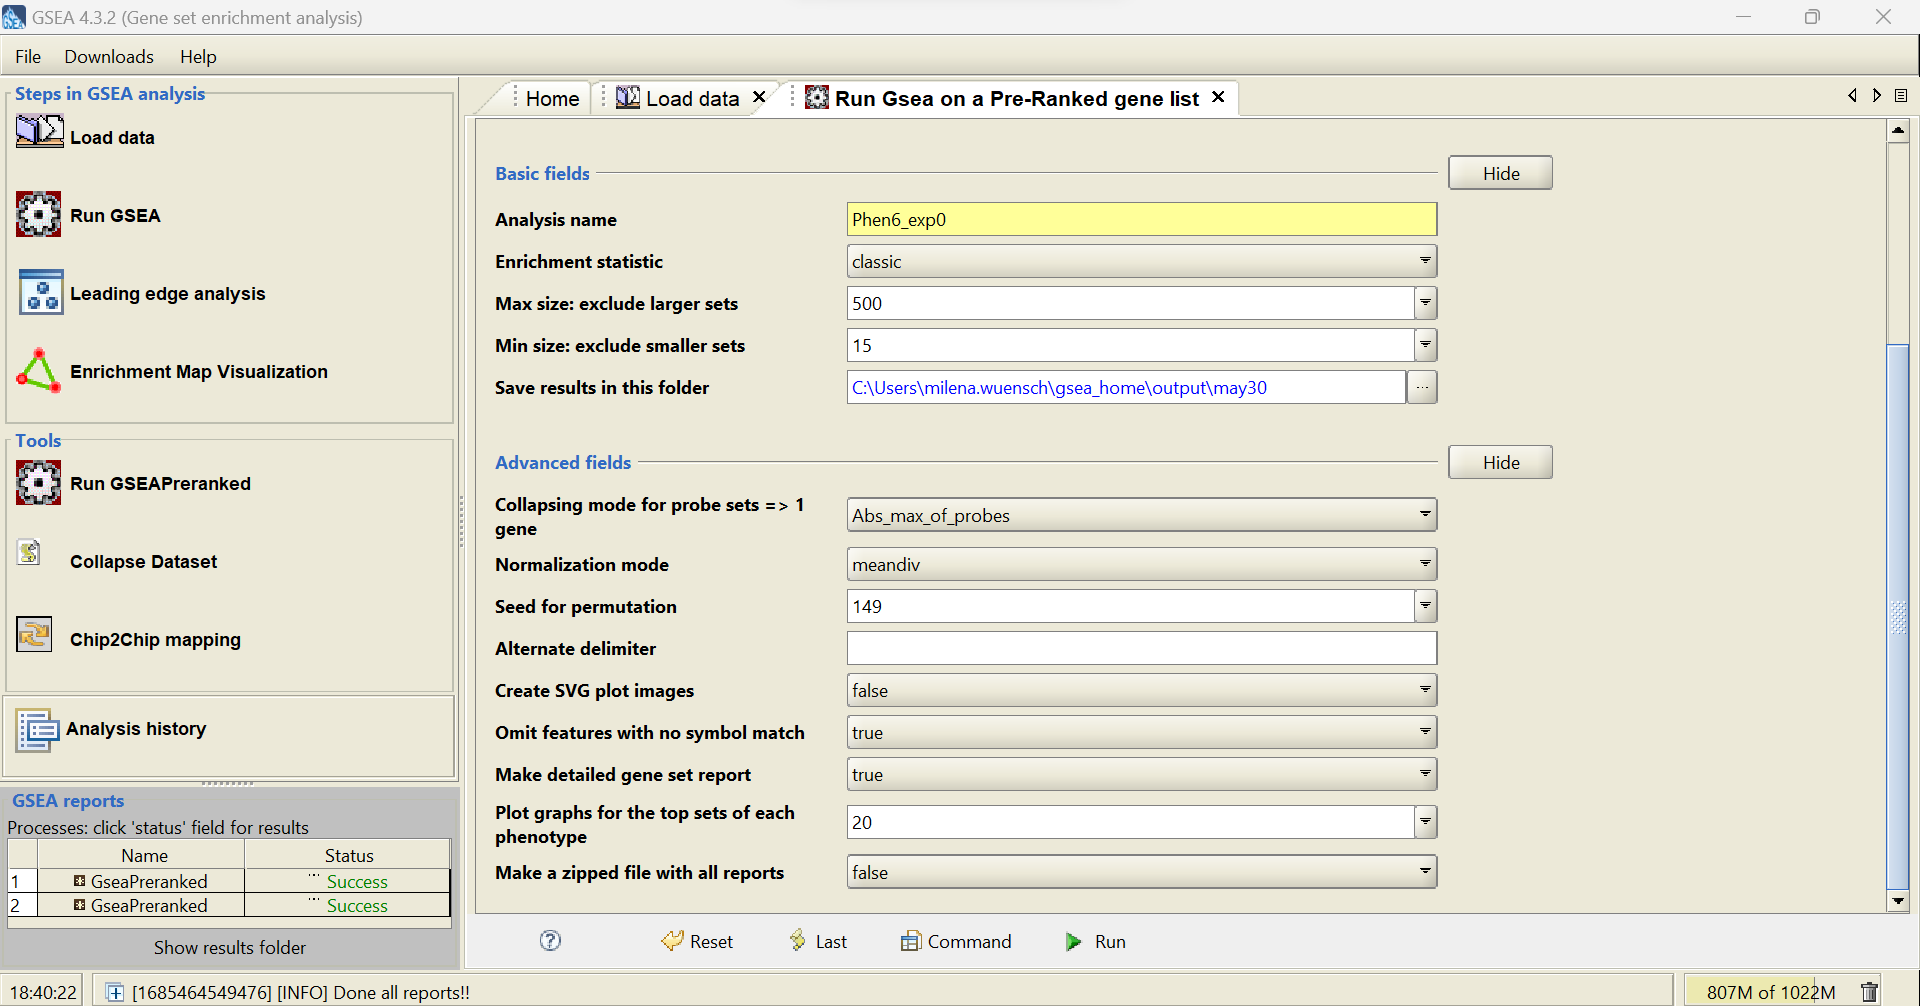 GSEA 4.3.2 (Gene set enrichment analysis)
File Downloads Help
Steps in GSEA analysis
Load data
Run GSEA
Leading edge analysis
Enrichment Map Visualization
Tools
Run GSEAPreranked
Collapse Dataset
Chip2Chip mapping
Analysis history
GSEA reports
Processes: click 'status' field for results
Name Status
1 GseaPreranked ... Success
2 GseaPreranked ... Success
Show results folder
Home Load data Run Gsea on a Pre-Ranked gene list
Basic fields Hide
Analysis name Phen6_exp0
Enrichment statistic classic
Max size: exclude larger sets 500
Min size: exclude smaller sets 15
Save results in this folder C:\Users\milena.wuensch\gsea_home\output\may30 ...
Advanced fields Hide
Collapsing mode for probe sets => 1
gene
Abs_max_of_probes
Normalization mode meandiv
Seed for permutation 149
Alternate delimiter
Create SVG plot images false
Omit features with no symbol match true
Make detailed gene set report true
Plot graphs for the top sets of each
phenotype
20
Make a zipped file with all reports false
? Reset Last Command Run
18:40:22 [1685464549476] [INFO] Done all reports!! 807M of 1022M